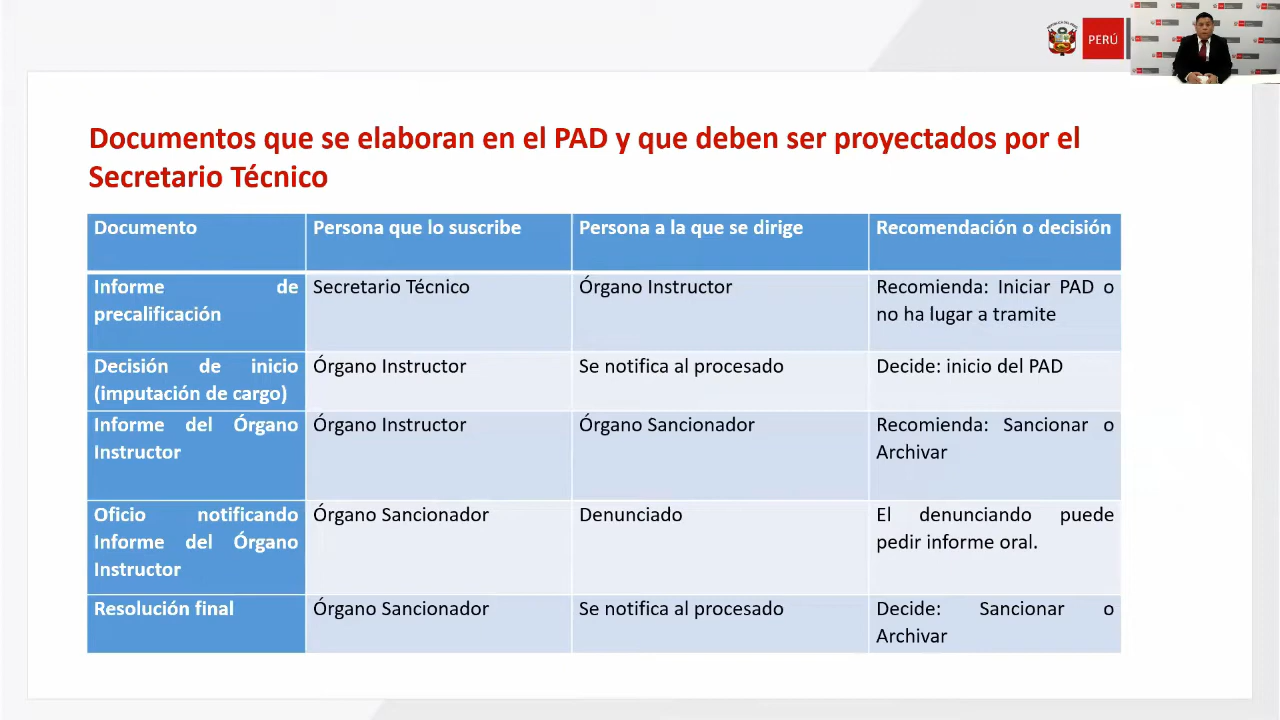 PERÚ
Documentos que se elaboran en el PAD y que deben ser proyectados por el
Secretario Técnico
Documento
Persona que lo suscribe
Persona a la que se dirige
Recomendación o decisión
Informe de
precalificación
Secretario Técnico
Órgano Instructor
Recomienda: Iniciar PAD o
no ha lugar a tramite
Decisión de inicio
(imputación de cargo)
Órgano Instructor
Se notifica al procesado
Decide: inicio del PAD
Informe del Órgano
Instructor
Órgano Instructor
Órgano Sancionador
Recomienda: Sancionar o
Archivar
Oficio notificando
Informe del Órgano
Instructor
Órgano Sancionador
Denunciado
El denunciando puede
pedir informe oral.
Resolución final
Órgano Sancionador
Se notifica al procesado
Decide: Sancionar o
Archivar